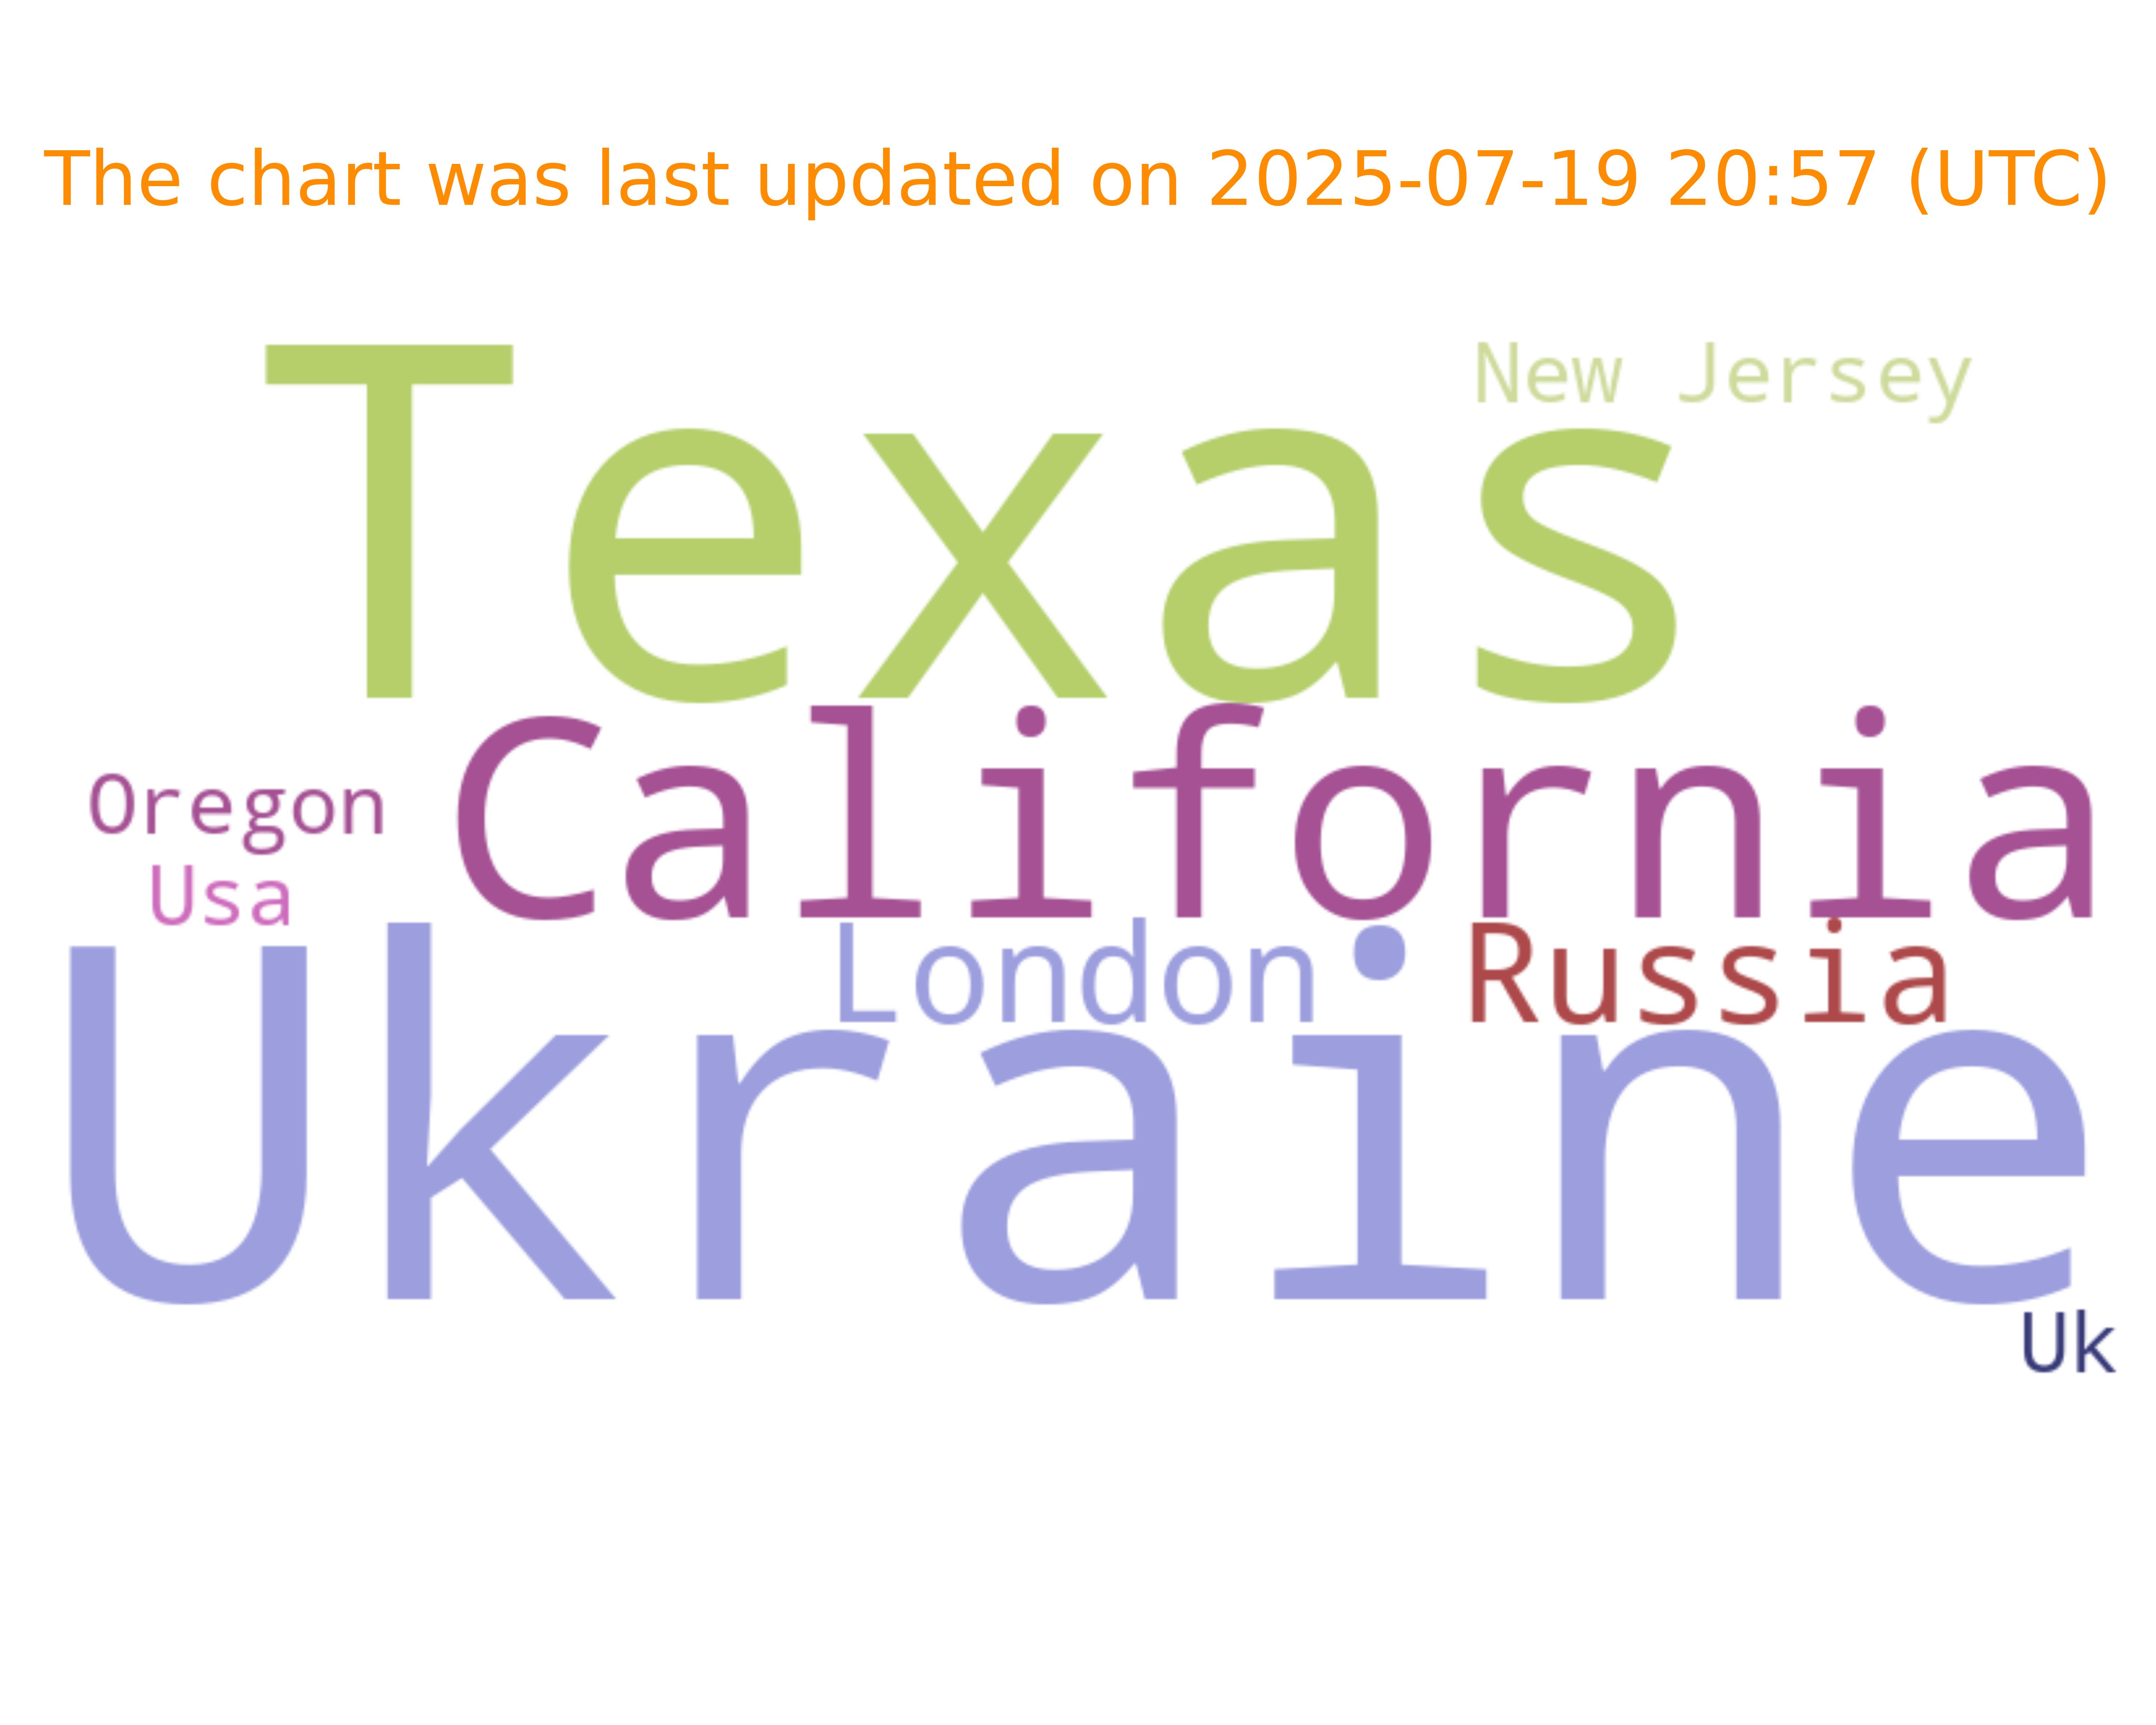 The chart was last updated on 2025-07-19 20:57 (UTC)
New Jersey
Texas
California
Oregon
Usa
London
Russia
Ukraine
Uk